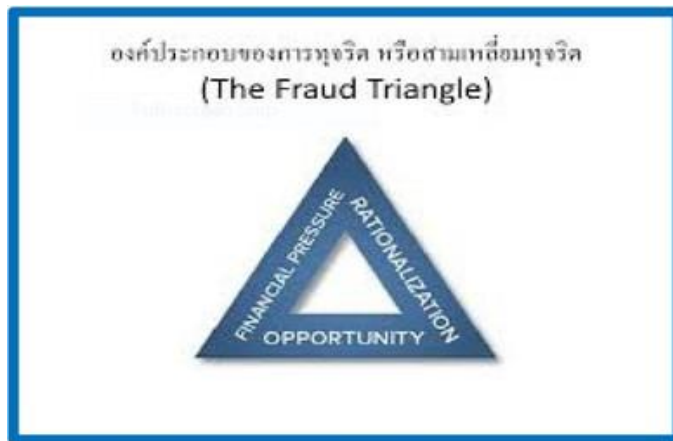 องค์ประกอบของการทุจริต หรือสามเหลี่ยมทุจริต
(The Fraud Triangle)
FINANCIAL PRESSURE
RATIONALIZATION
OPPORTUNITY